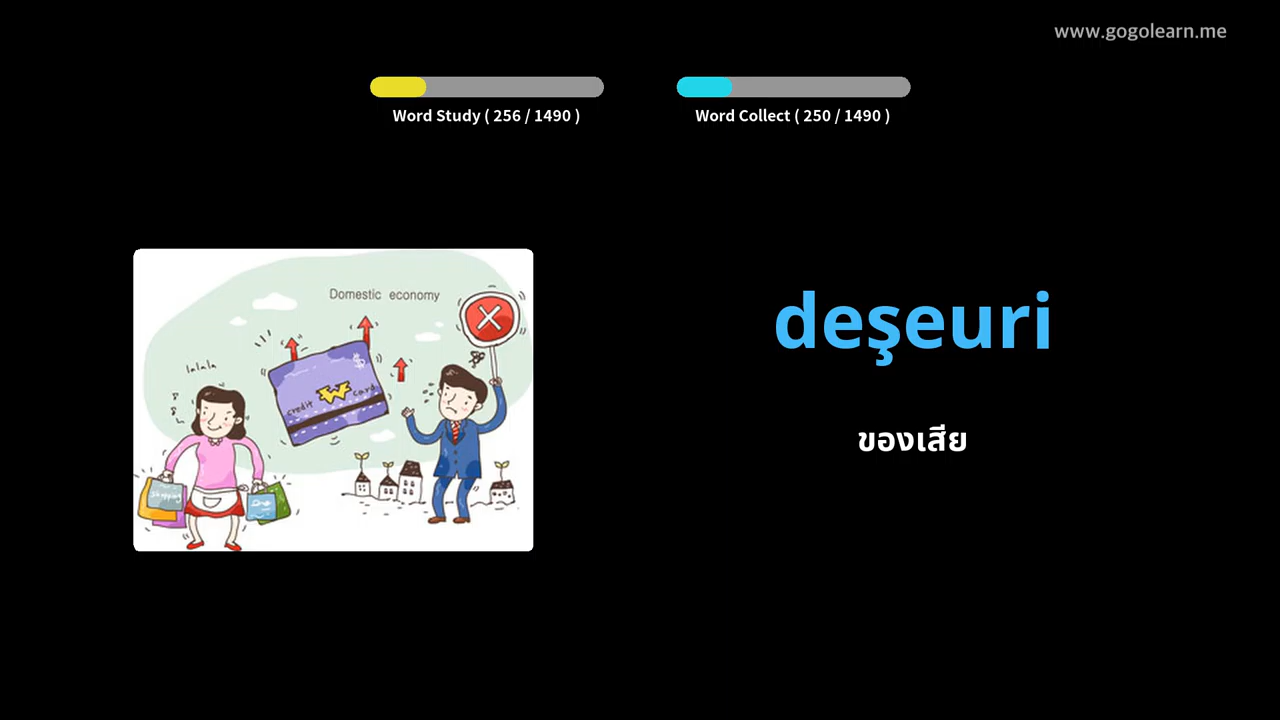 www.gogolearn.me
Word Study ( 256 / 1490 )
Word Collect ( 250 / 1490 )
Domestic economy
lalala
$
W
credit card
shopping
deşeuri
ของเสีย